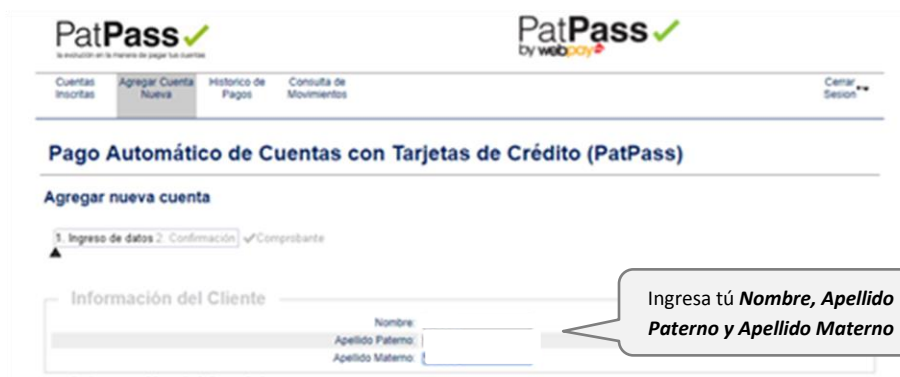 PatPass
la evolución en la manera de pagar tus cuentas
PatPass
by webpay
Cuentas Inscritas
Agregar Cuenta Nueva
Historico de Pagos
Consulta de Movimientos
Cerrar Sesion
Pago Automático de Cuentas con Tarjetas de Crédito (PatPass)
Agregar nueva cuenta
1. Ingreso de datos 2. Confirmación Comprobante
Información del Cliente
Nombre:
Apellido Paterno:
Apellido Materno:
Ingresa tú Nombre, Apellido
Paterno y Apellido Materno